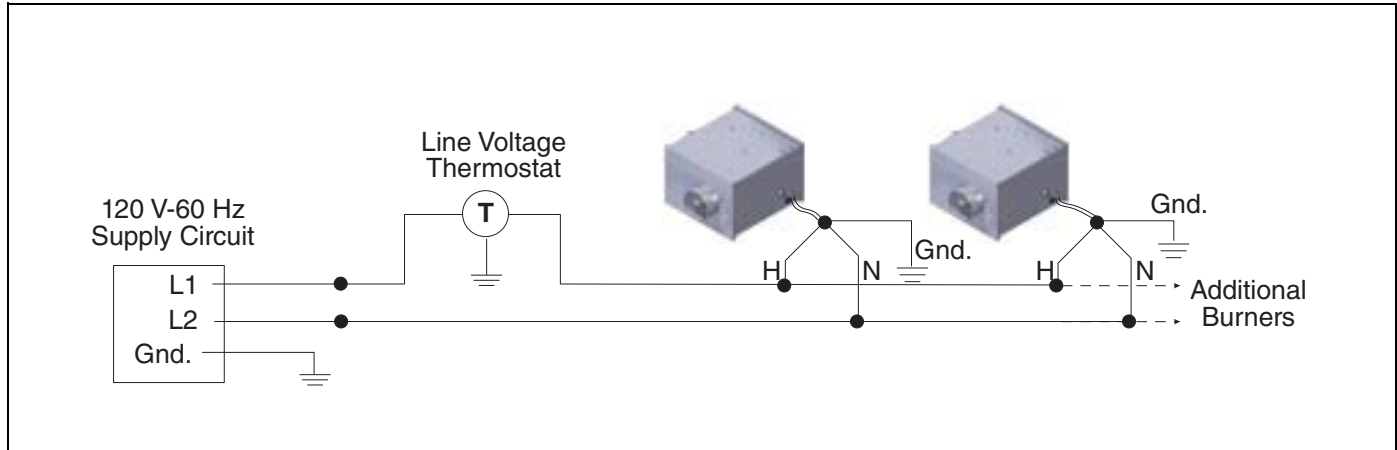 Line Voltage
Thermostat
T
120 V-60 Hz
Supply Circuit
L1
L2
Gnd.
H
N
Gnd.
H
N
Gnd.
Additional
Burners